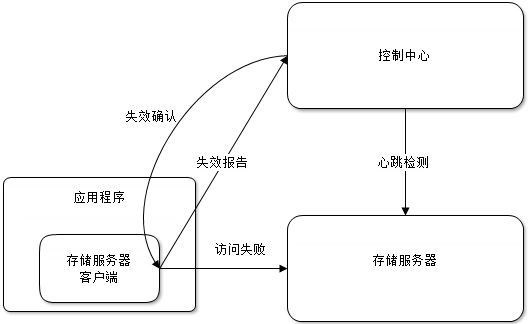 控制中心
失效确认
失效报告
心跳检测
应用程序
存储服务器
客户端
访问失败
存储服务器